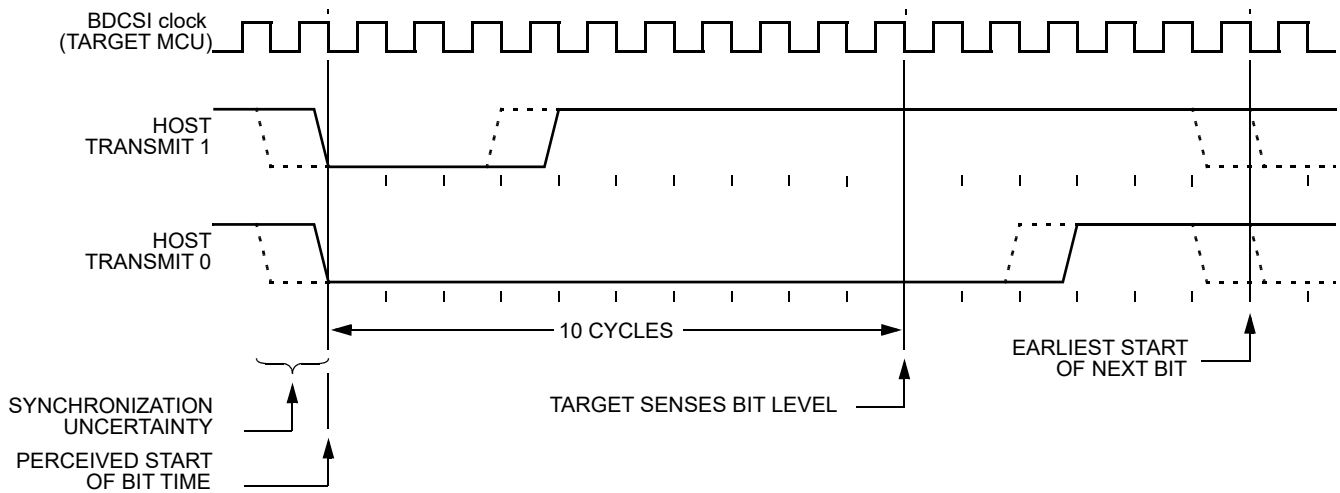 BDCSI clock
(TARGET MCU)
HOST
TRANSMIT 1
HOST
TRANSMIT 0
10 CYCLES
EARLIEST START
OF NEXT BIT
TARGET SENSES BIT LEVEL
SYNCHRONIZATION
UNCERTAINTY
PERCEIVED START
OF BIT TIME